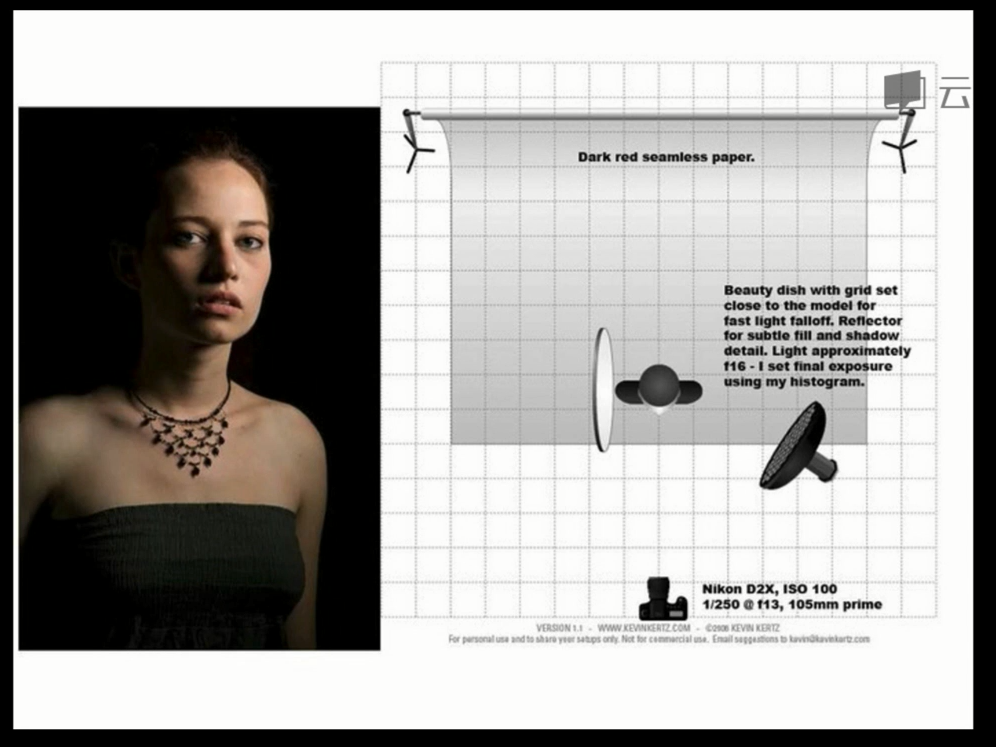 云
Dark red seamless paper.
Beauty dish with grid set
close to the model for
fast light falloff. Reflector
for subtle fill and shadow
detail. Light approximately
f16 - I set final exposure
using my histogram.
Nikon D2X, ISO 100
1/250 @ f13, 105mm prime
VERSION 1.1 - WWW.KEVINKERTZ.COM - ©2006 KEVIN KERTZ
For personal use and to share your setups only. Not for commercial use. Email suggestions to kevin@kevinkertz.com